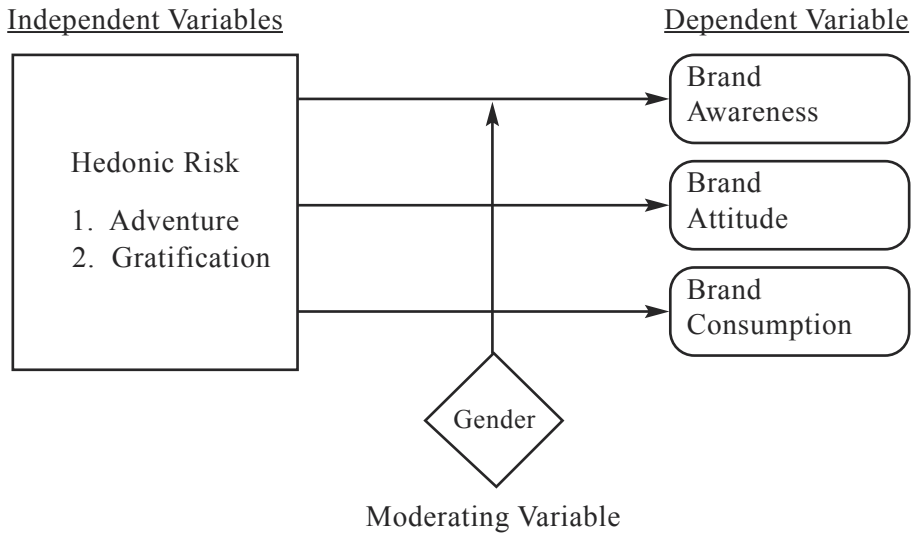 Independent Variables
Dependent Variable
Hedonic Risk
1. Adventure
2. Gratification
Brand
Awareness
Brand
Attitude
Brand
Consumption
Gender
Moderating Variable